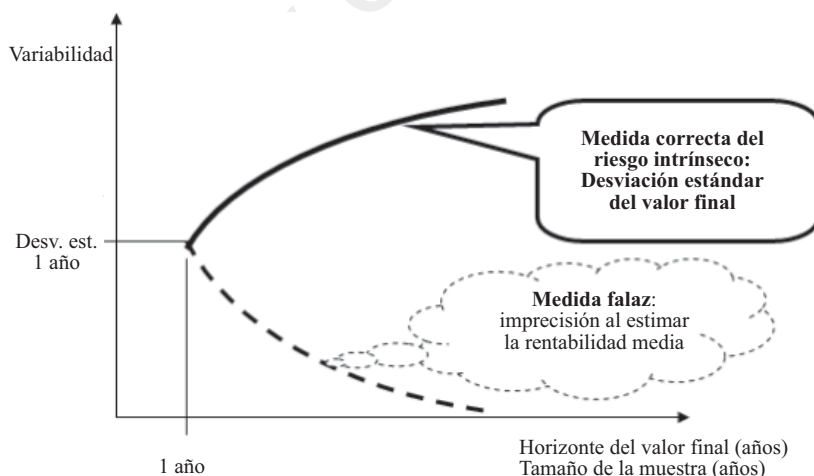 Variabilidad
Medida correcta del
riesgo intrínseco:
Desviación estándar
del valor final
Desv. est.
1 año
Medida falaz:
imprecisión al estimar
la rentabilidad media
1 año
Horizonte del valor final (años)
Tamaño de la muestra (años)